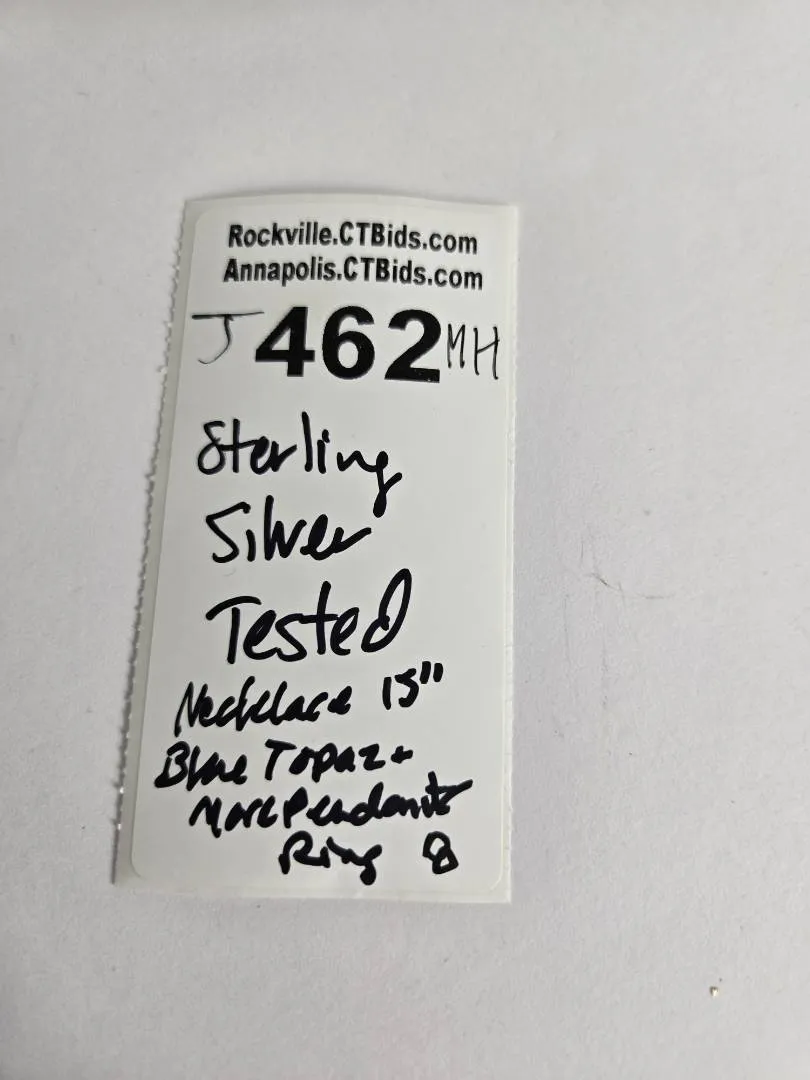 Rockville.CTBids.com
Annapolis.CTBids.com
J 462 MH
Sterling
Silver
Tested
Necklace 15"
Blue Topaz +
More Pendants
Ring 8